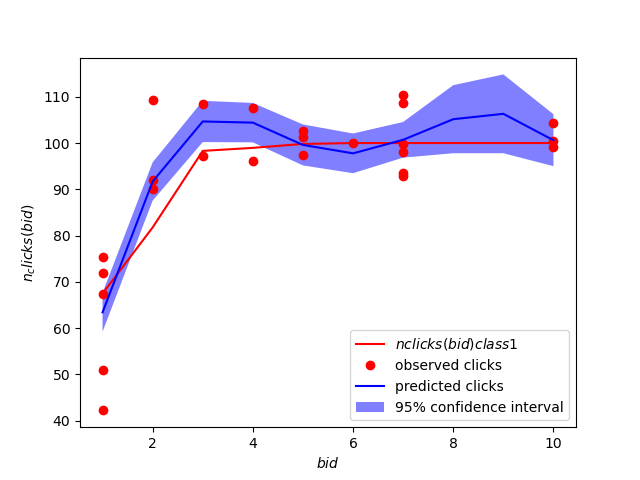 110
100
90
80
70
60
50
40
n_clicks(bid)
2
4
6
8
10
bid
nclicks(bid)class1
observed clicks
predicted clicks
95% confidence interval